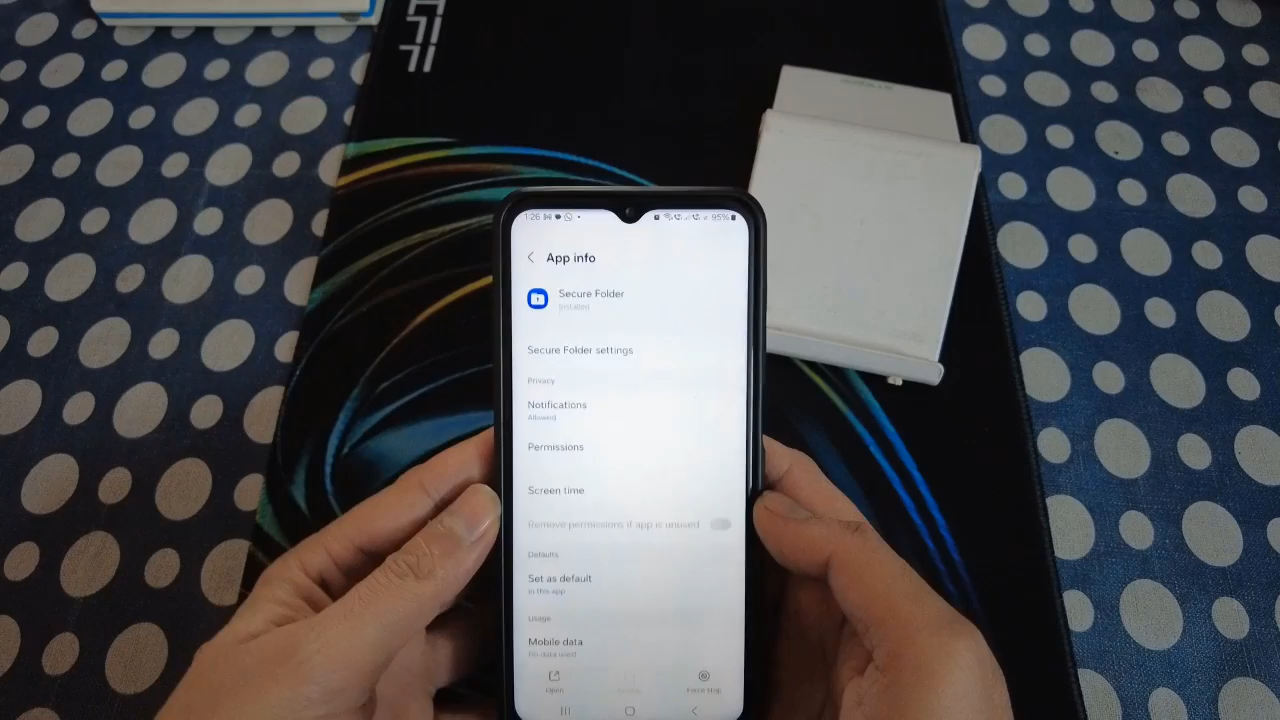 1:26
95%
App info
Secure Folder
Installed
Secure Folder settings
Privacy
Notifications
Allowed
Permissions
Screen time
Remove permissions if app is unused
Defaults
Set as default
In this app
Usage
Mobile data
No data used
Open
Force stop